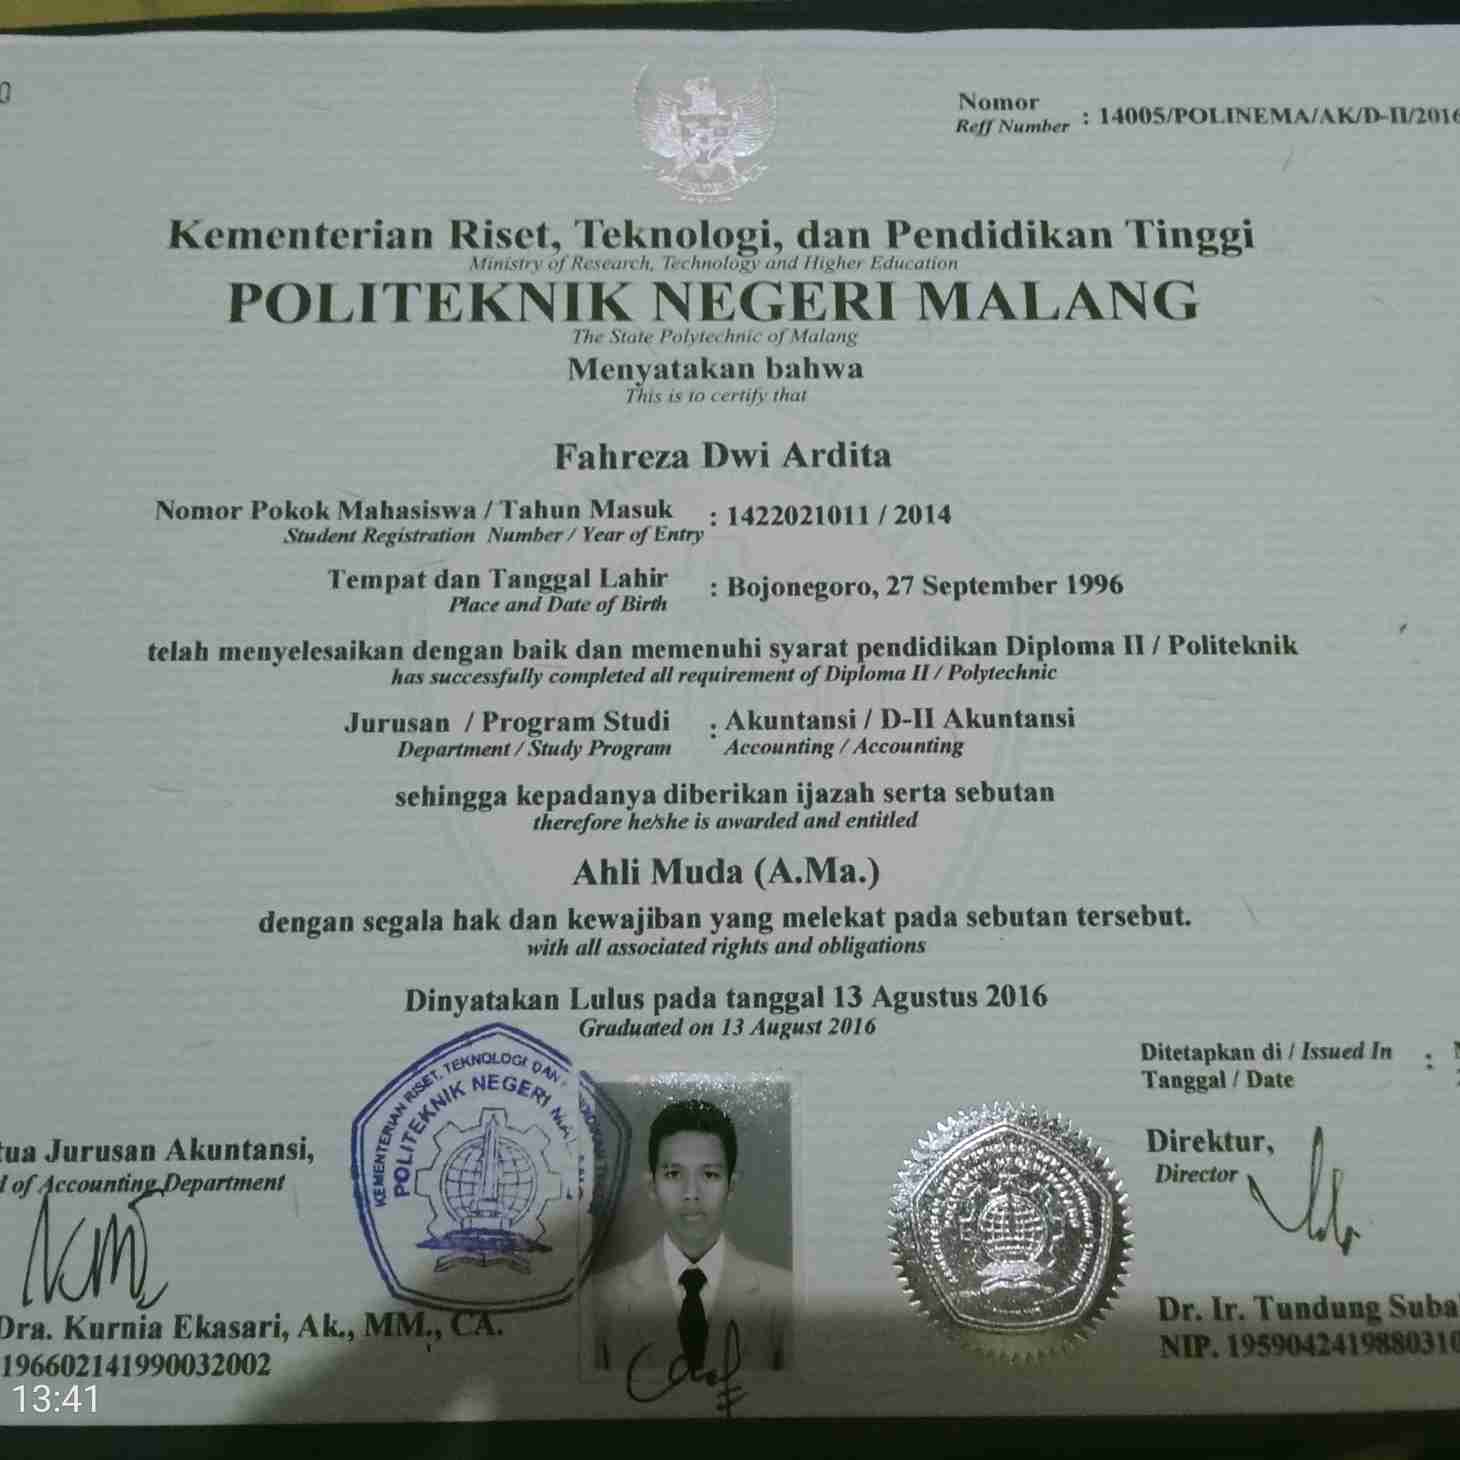 Nomor : 14005/POLINEMA/AK/D-II/2016
Reff Number
Kementerian Riset, Teknologi, dan Pendidikan Tinggi
Ministry of Research, Technology and Higher Education
POLITEKNIK NEGERI MALANG
The State Polytechnic of Malang
Menyatakan bahwa
This is to certify that
Fahreza Dwi Ardita
Nomor Pokok Mahasiswa / Tahun Masuk : 1422021011 / 2014
Student Registration Number / Year of Entry
Tempat dan Tanggal Lahir : Bojonegoro, 27 September 1996
Place and Date of Birth
telah menyelesaikan dengan baik dan memenuhi syarat pendidikan Diploma II / Politeknik
has successfully completed all requirement of Diploma II / Polytechnic
Jurusan / Program Studi : Akuntansi / D-II Akuntansi
Department / Study Program Accounting / Accounting
sehingga kepadanya diberikan ijazah serta sebutan
therefore he/she is awarded and entitled
Ahli Muda (A.Ma.)
dengan segala hak dan kewajiban yang melekat pada sebutan tersebut.
with all associated rights and obligations
Dinyatakan Lulus pada tanggal 13 Agustus 2016
Graduated on 13 August 2016
Ditetapkan di / Issued In :
Tanggal / Date
tua Jurusan Akuntansi,
of Accounting Department
KEMENTERIAN RISET, TEKNOLOGI DAN
POLITEKNIK NEGERI
Direktur,
Director
Dra. Kurnia Ekasari, Ak., MM., CA.
196602141990032002
Dr. Ir. Tundung Suba
NIP. 1959042419880310
13:41